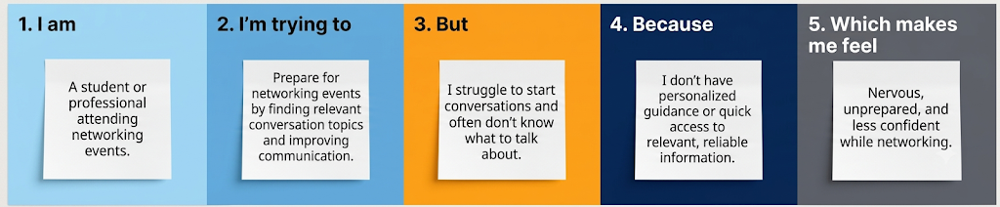 1. I am
A student or
professional
attending
networking
events.
2. I’m trying to
Prepare for
networking events
by finding relevant
conversation topics
and improving
communication.
3. But
I struggle to start
conversations and
often don’t know
what to talk
about.
4. Because
I don’t have
personalized
guidance or quick
access to
relevant, reliable
information.
5. Which makes
me feel
Nervous,
unprepared, and
less confident
while networking.